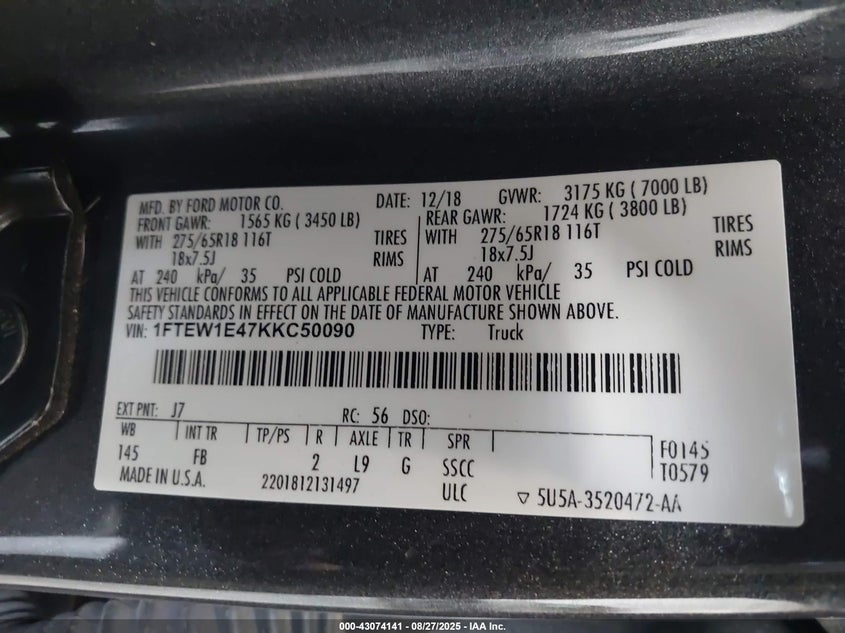 MFD. BY FORD MOTOR CO. DATE: 12/18 GVWR: 3175 KG ( 7000 LB)
FRONT GAWR: 1565 KG ( 3450 LB) REAR GAWR: 1724 KG ( 3800 LB)
WITH 275/65R18 116T TIRES WITH 275/65R18 116T TIRES
18x7.5J RIMS 18x7.5J RIMS
AT 240 kPa/ 35 PSI COLD AT 240 kPa/ 35 PSI COLD
THIS VEHICLE CONFORMS TO ALL APPLICABLE FEDERAL MOTOR VEHICLE
SAFETY STANDARDS IN EFFECT ON THE DATE OF MANUFACTURE SHOWN ABOVE.
VIN: 1FTEW1E47KKC50090 TYPE: Truck
EXT PNT: J7 RC: 56 DSO:
WB INT TR TP/PS R AXLE TR SPR F0145
145 FB 2 L9 G SSCC T0579
MADE IN U.S.A. 2201812131497 ULC ▽ 5U5A-3520472-AA
000-43074141 - 08/27/2025 - IAA Inc.